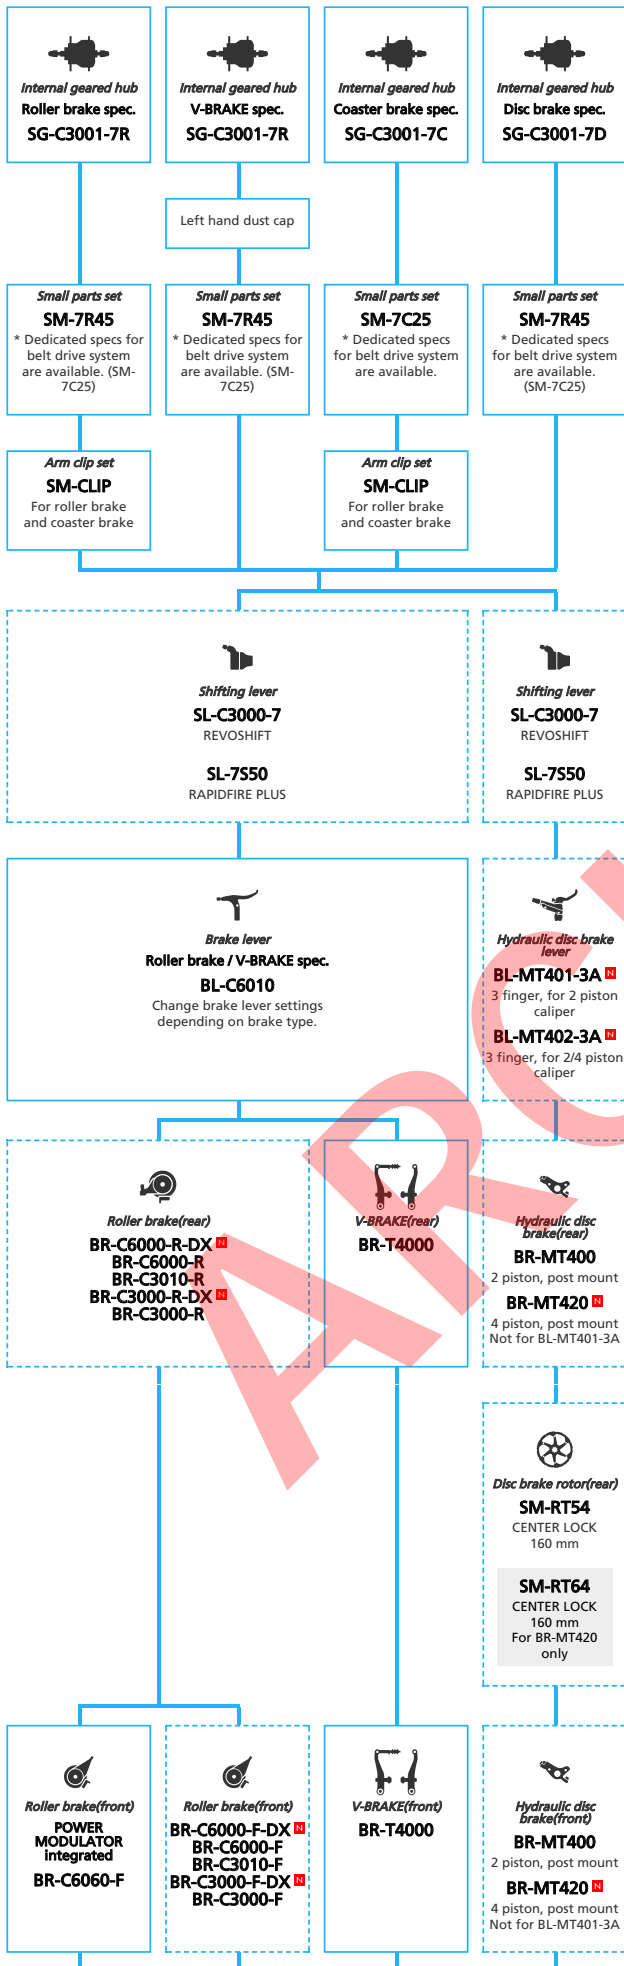 Internal geared hub
Roller brake spec.
SG-C3001-7R
Internal geared hub
V-BRAKE spec.
SG-C3001-7R
Internal geared hub
Coaster brake spec.
SG-C3001-7C
Internal geared hub
Disc brake spec.
SG-C3001-7D
Left hand dust cap
Small parts set
SM-7R45
* Dedicated specs for
belt drive system
are available. (SM-
7C25)
Small parts set
SM-7R45
* Dedicated specs for
belt drive system
are available. (SM-
7C25)
Small parts set
SM-7C25
* Dedicated specs
for belt drive system
are available.
Small parts set
SM-7R45
* Dedicated specs
for belt drive system
are available.
(SM-7C25)
Arm clip set
SM-CLIP
For roller brake
and coaster brake
Arm clip set
SM-CLIP
For roller brake
and coaster brake
Shifting lever
SL-C3000-7
REVOSHIFT
SL-7S50
RAPIDFIRE PLUS
Shifting lever
SL-C3000-7
REVOSHIFT
SL-7S50
RAPIDFIRE PLUS
Brake lever
Roller brake / V-BRAKE spec.
BL-C6010
Change brake lever settings
depending on brake type.
Hydraulic disc brake
lever
BL-MT401-3A N
3 finger, for 2 piston
caliper
BL-MT402-3A N
3 finger, for 2/4 piston
caliper
Roller brake(rear)
BR-C6000-R-DX N
BR-C6000-R
BR-C3010-R
BR-C3000-R-DX N
BR-C3000-R
V-BRAKE(rear)
BR-T4000
Hydraulic disc
brake(rear)
BR-MT400
2 piston, post mount
BR-MT420 N
4 piston, post mount
Not for BL-MT401-3A
Disc brake rotor(rear)
SM-RT54
CENTER LOCK
160 mm
SM-RT64
CENTER LOCK
160 mm
For BR-MT420
only
Roller brake(front)
POWER
MODULATOR
integrated
BR-C6060-F
Roller brake(front)
BR-C6000-F-DX N
BR-C6000-F
BR-C3010-F
BR-C3000-F-DX N
BR-C3000-F
V-BRAKE(front)
BR-T4000
Hydraulic disc
brake(front)
BR-MT400
2 piston, post mount
BR-MT420 N
4 piston, post mount
Not for BL-MT401-3A